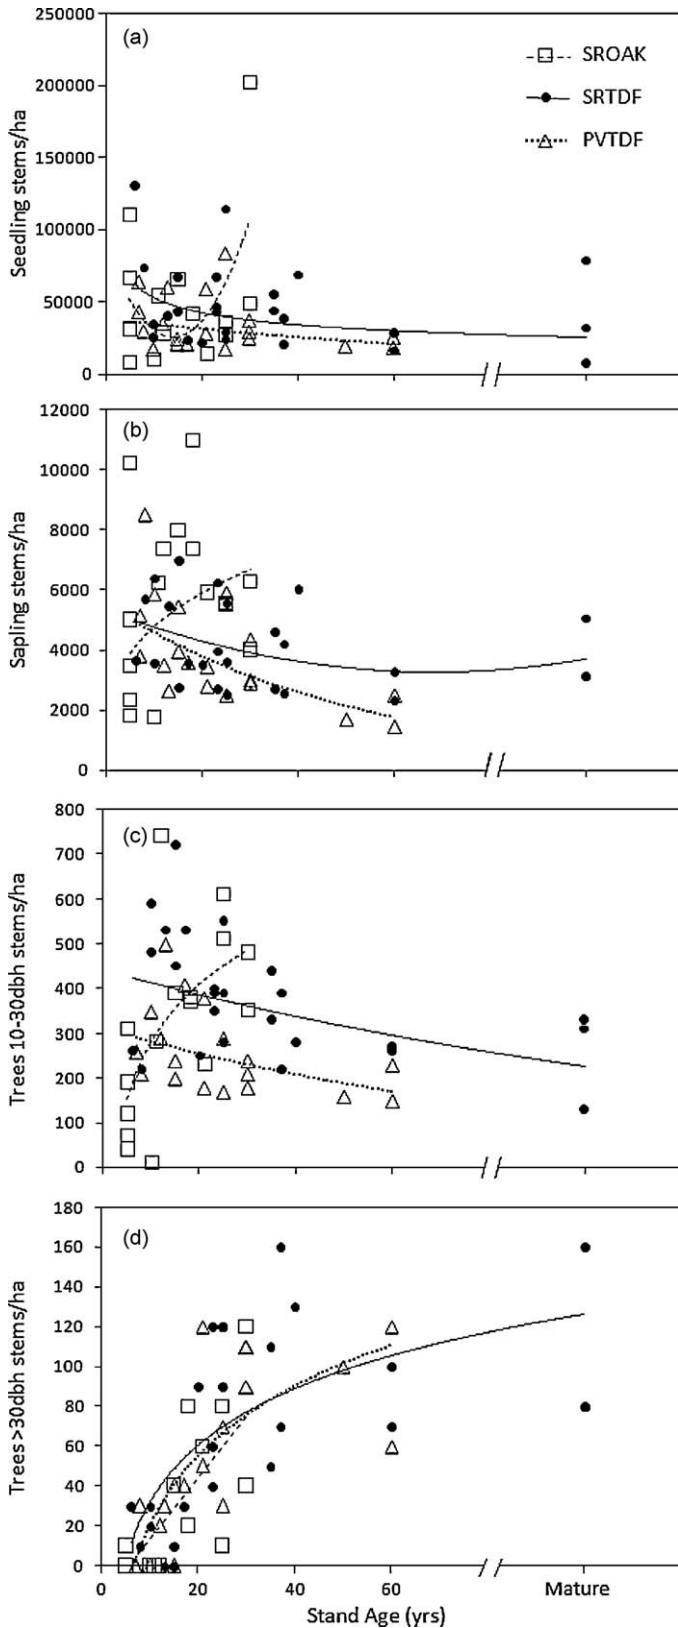 (a)
SROAK
SRTDF
PVTDF
Seedling stems/ha
250000
200000
150000
100000
50000
0
(b)
Sapling stems/ha
12000
10000
8000
6000
4000
2000
0
(c)
Trees 10-30dbh stems/ha
800
700
600
500
400
300
200
100
0
(d)
Trees>30dbh stems/ha
180
160
140
120
100
80
60
40
20
0
0 20 40 60 Mature
Stand Age (yrs)